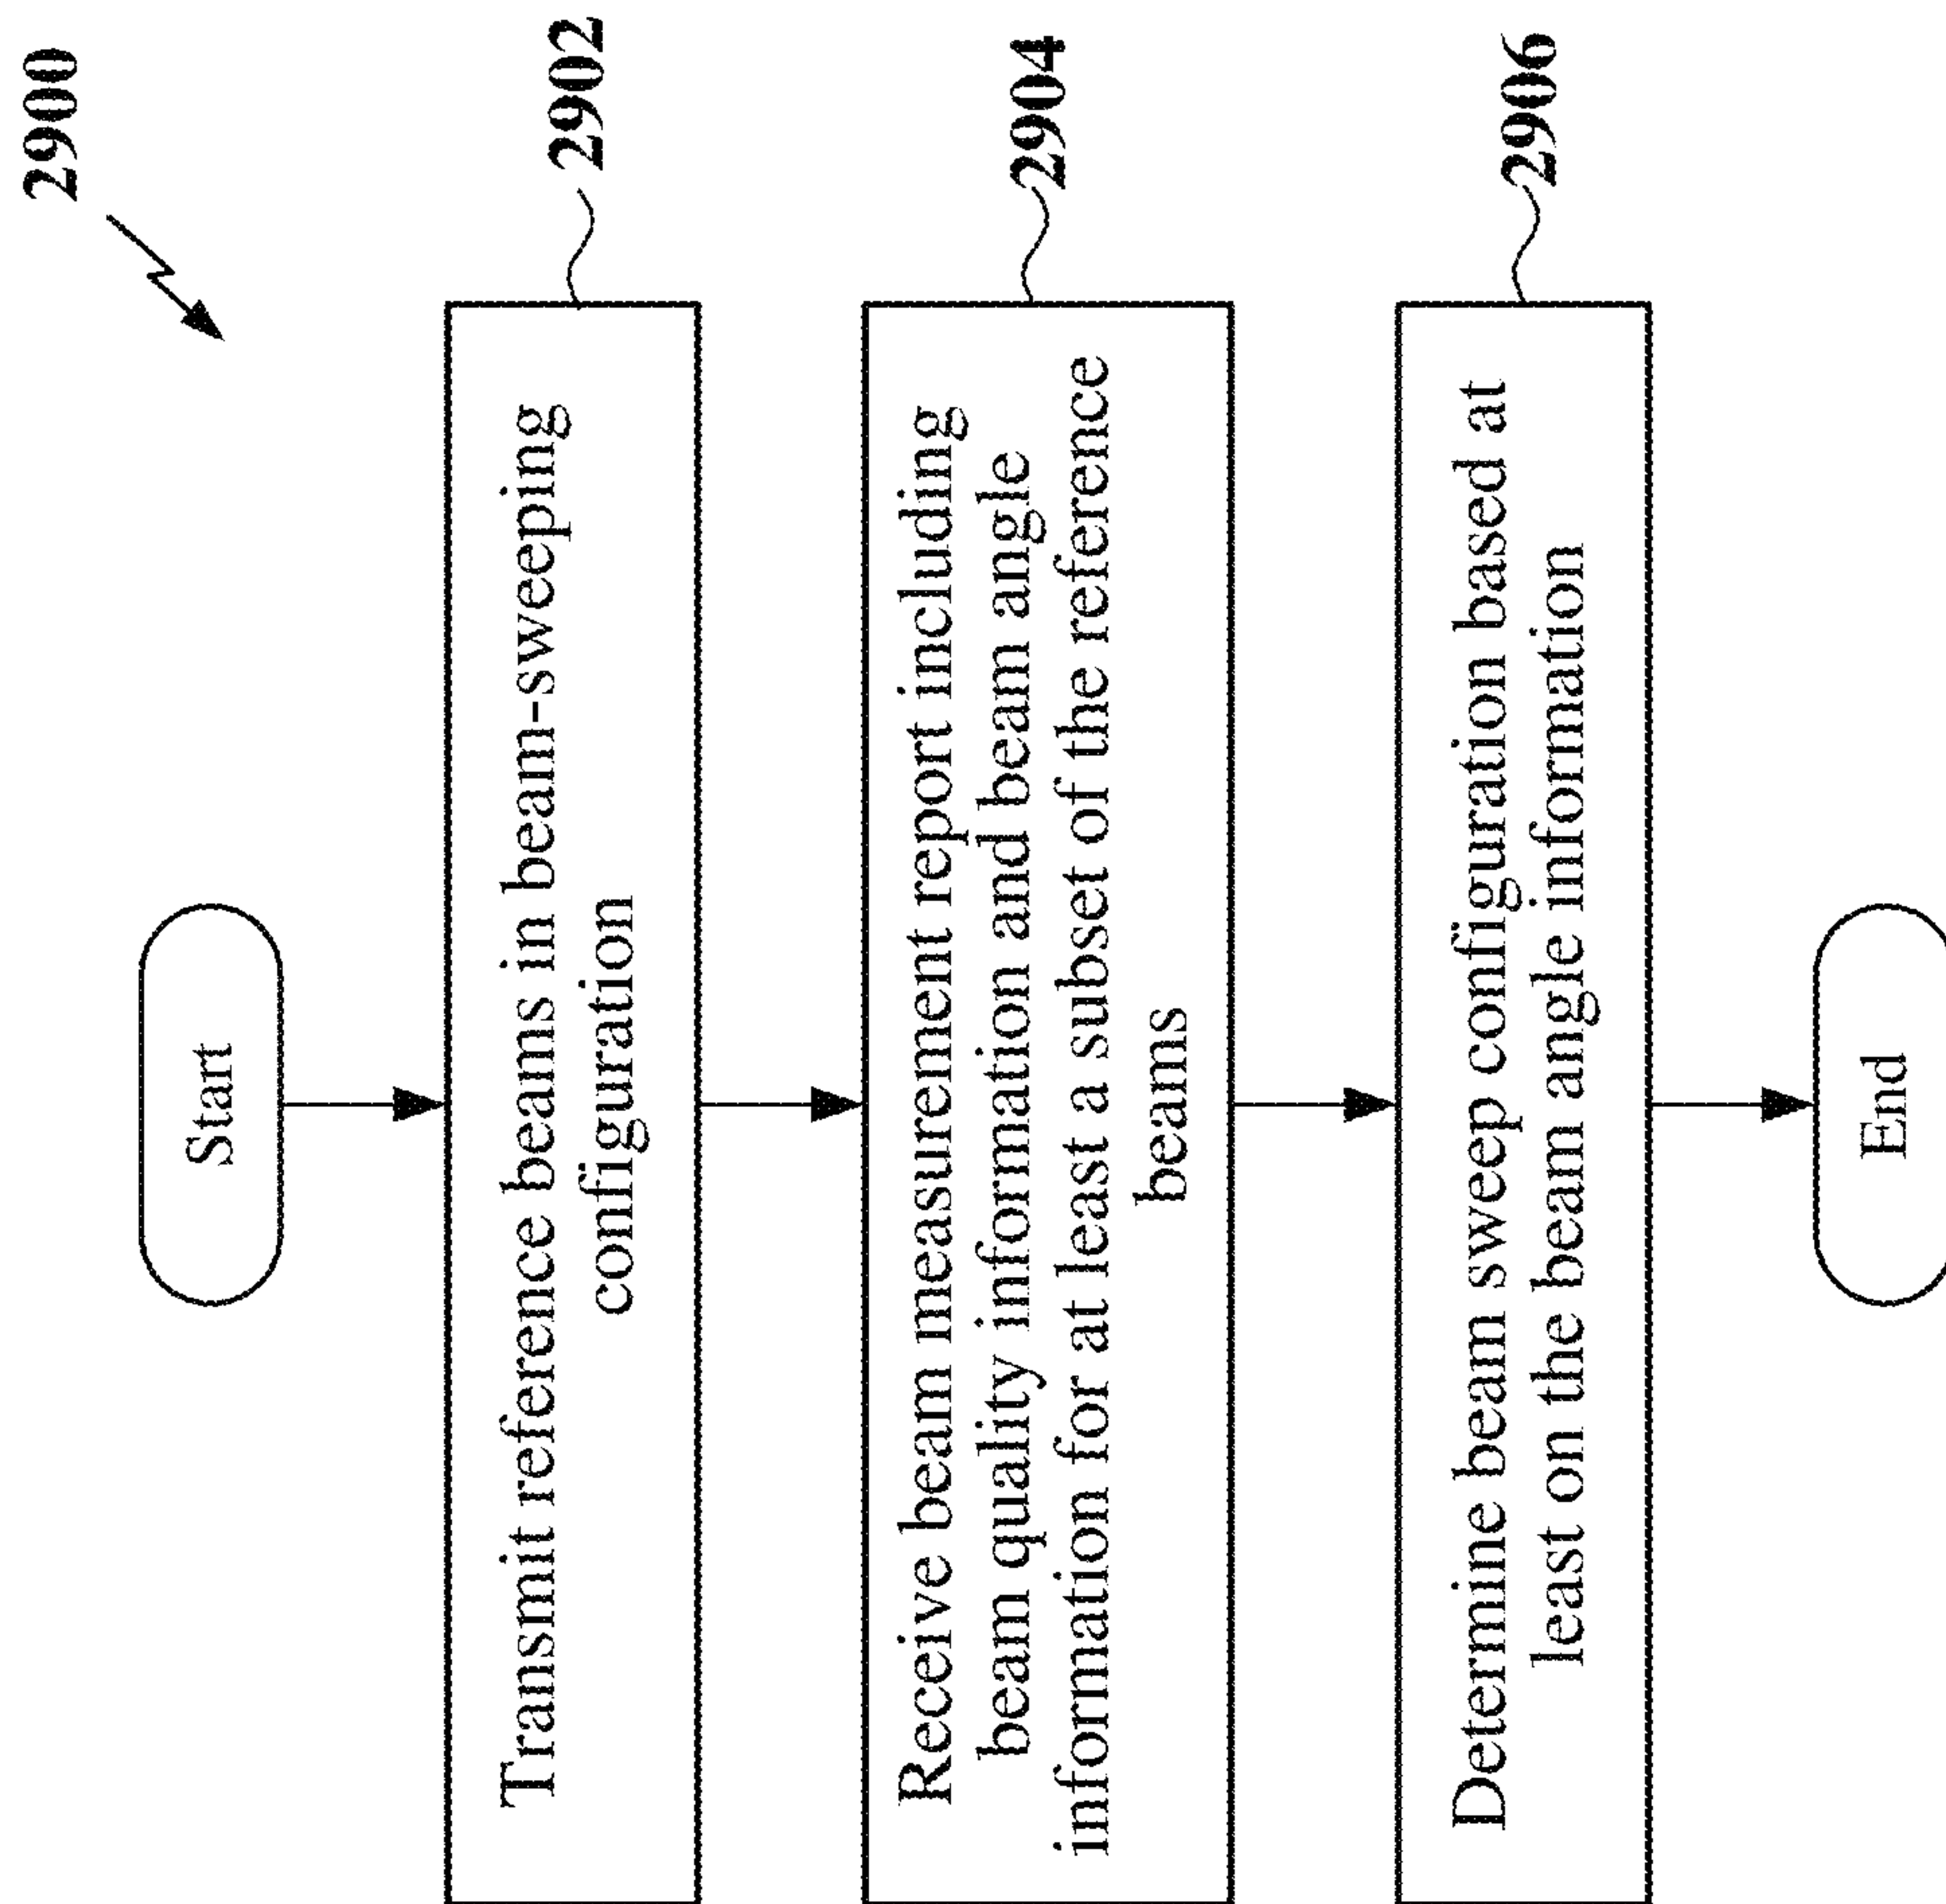 2900
Start
Transmit reference beams in beam-sweeping
configuration
2902
Receive beam measurement report including
beam quality information and beam angle
information for at least a subset of the reference
beams
2904
Determine beam sweep configuration based at
least on the beam angle information
2906
End